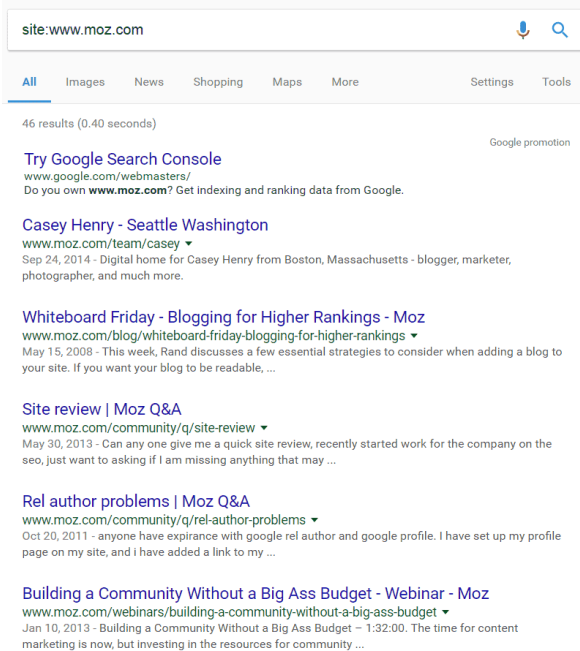 site:www.moz.com
All Images News Shopping Maps More Settings Tools
46 results (0.40 seconds)
Google promotion
Try Google Search Console
www.google.com/webmasters/
Do you own www.moz.com? Get indexing and ranking data from Google.
Casey Henry - Seattle Washington
www.moz.com/team/casey
Sep 24, 2014 - Digital home for Casey Henry from Boston, Massachusetts - blogger, marketer,
photographer, and much more.
Whiteboard Friday - Blogging for Higher Rankings - Moz
www.moz.com/blog/whiteboard-friday-blogging-for-higher-rankings
May 15, 2008 - This week, Rand discusses a few essential strategies to consider when adding a blog to
your site. If you want your blog to be readable, ...
Site review | Moz Q&A
www.moz.com/community/q/site-review
May 30, 2013 - Can any one give me a quick site review, recently started work for the company on the
seo, just want to asking if I am missing anything that may ...
Rel author problems | Moz Q&A
www.moz.com/community/q/rel-author-problems
Oct 20, 2011 - anyone have expirance with google rel author and google profile. I have set up my profile
page on my site, and i have added a link to my ...
Building a Community Without a Big Ass Budget - Webinar - Moz
www.moz.com/webinars/building-a-community-without-a-big-ass-budget
Jan 10, 2013 - Building a Community Without a Big Ass Budget – 1:32:00. The time for content
marketing is now, but investing in the resources for community ...